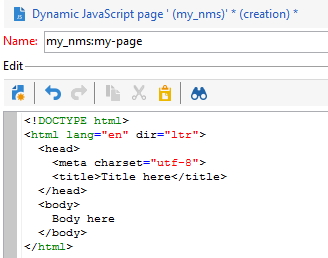 Dynamic JavaScript page ' (my_nms)' * (creation) *
Name: my_nms:my-page
Edit
<!DOCTYPE html>
<html lang="en" dir="ltr">
  <head>
    <meta charset="utf-8">
    <title>Title here</title>
  </head>
  <body>
    Body here
  </body>
</html>